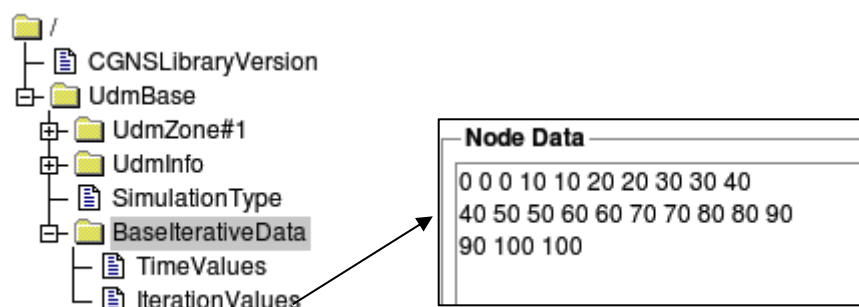 /
CGNSLibraryVersion
UdmBase
UdmZone#1
UdmInfo
SimulationType
BaseIterativeData
TimeValues
IterationValues
Node Data
0 0 0 10 10 20 20 30 30 40
40 50 50 60 60 70 70 80 80 90
90 100 100